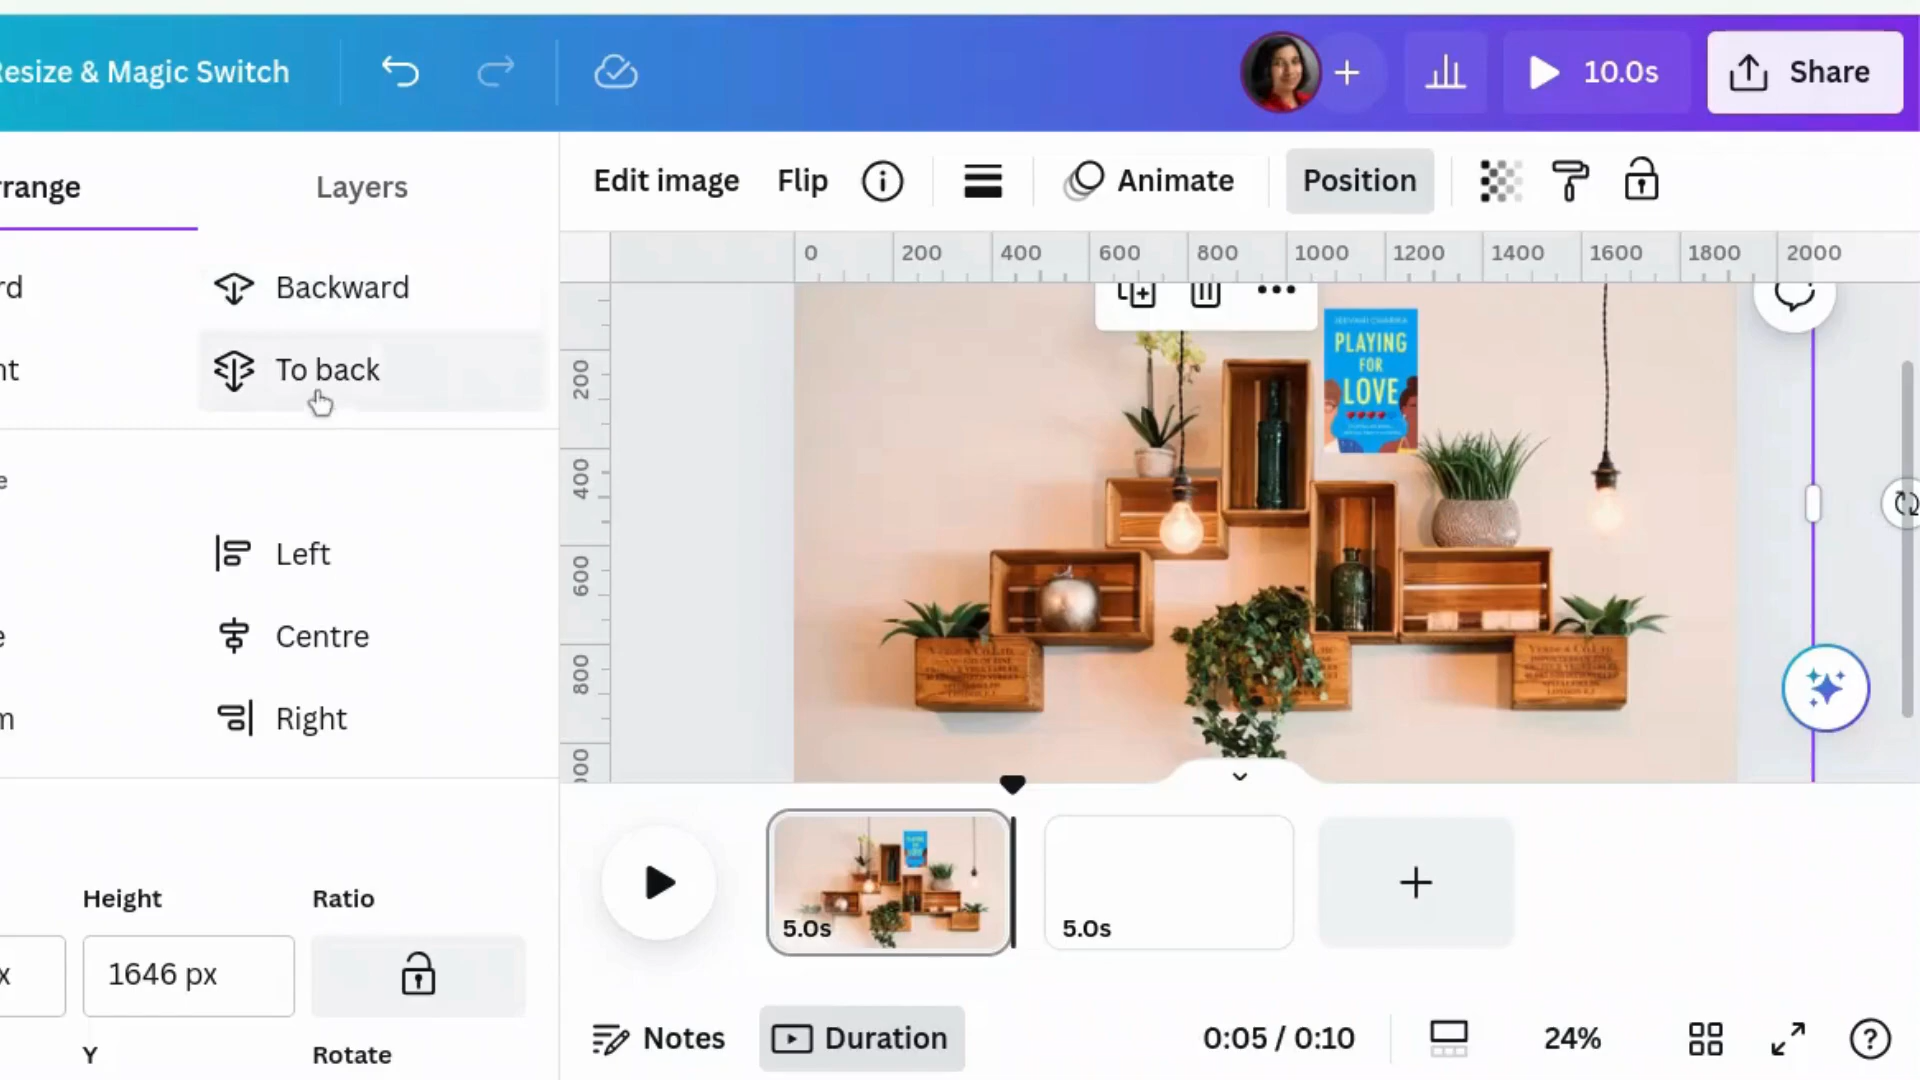 Resize & Magic Switch
10.0s
Share
rrange
Layers
Edit image
Flip
Animate
Position
rd
Backward
nt
To back
e
Left
e
Centre
m
Right
0 200 400 600 800 1000 1200 1400 1600 1800 2000
200
400
600
800
00
PLAYING
FOR
LOVE
5.0s
5.0s
Height
Ratio
x
1646 px
Y
Rotate
Notes
Duration
0:05 / 0:10
24%